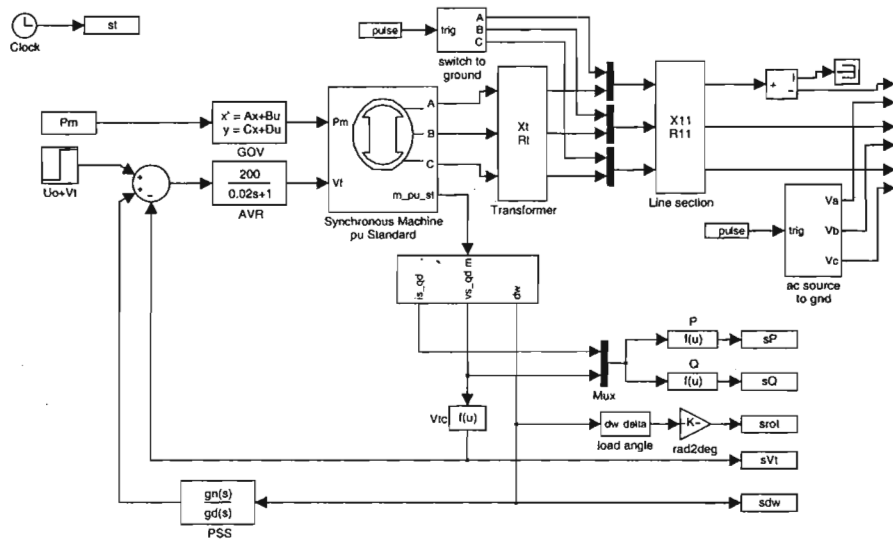 Clock
st
pulse
trig
A
B
C
switch to
ground
Pm
x' = Ax+Bu
y = Cx+Du
GOV
Uo+Vt
+
+
-
200
0.02s+1
AVR
Pm
Vt
A
B
C
m_pu_st
Synchronous Machine
pu Standard
Xt
Rt
Transformer
X11
R11
Line section
+
-
pulse
trig
Va
Vb
Vc
ac source
to gnd
is_qd
vs_qd m
dw
Mux
P
f(u)
sP
Q
f(u)
sQ
Vtc
f(u)
dw delta
load angle
-K-
rad2deg
srol
sVt
sdw
gn(s)
gd(s)
PSS